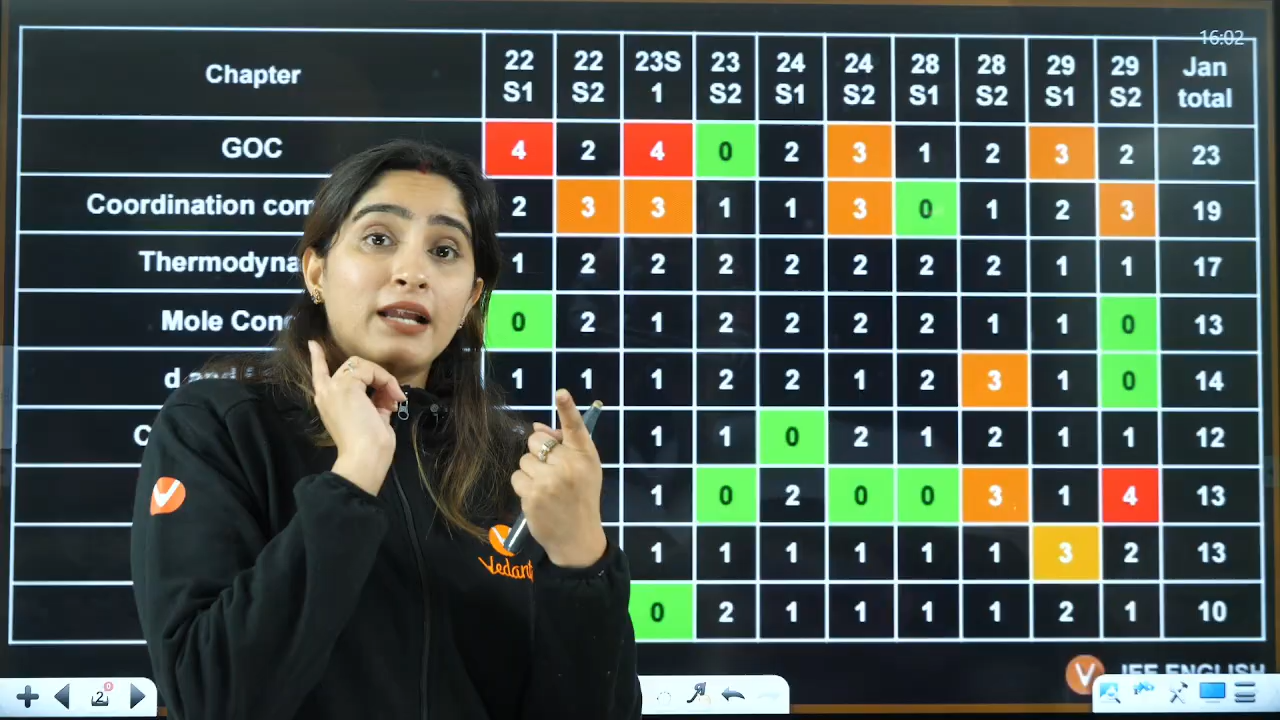 16:02
Chapter 22 S1 22 S2 23S 1 23 S2 24 S1 24 S2 28 S1 28 S2 29 S1 29 S2 Jan total
GOC 4 2 4 0 2 3 1 2 3 2 23
Coordination com 2 3 3 1 1 3 0 1 2 3 19
Thermodyna 1 2 2 2 2 2 2 2 1 1 17
Mole Conc 0 2 1 2 2 2 2 1 1 0 13
d and 1 1 1 2 2 1 2 3 1 0 14
C 1 1 0 2 1 2 1 1 12
1 0 2 0 0 3 1 4 13
1 1 1 1 1 1 3 2 13
0 2 1 1 1 1 2 1 10
Vedant
V JEE ENGLISH
2